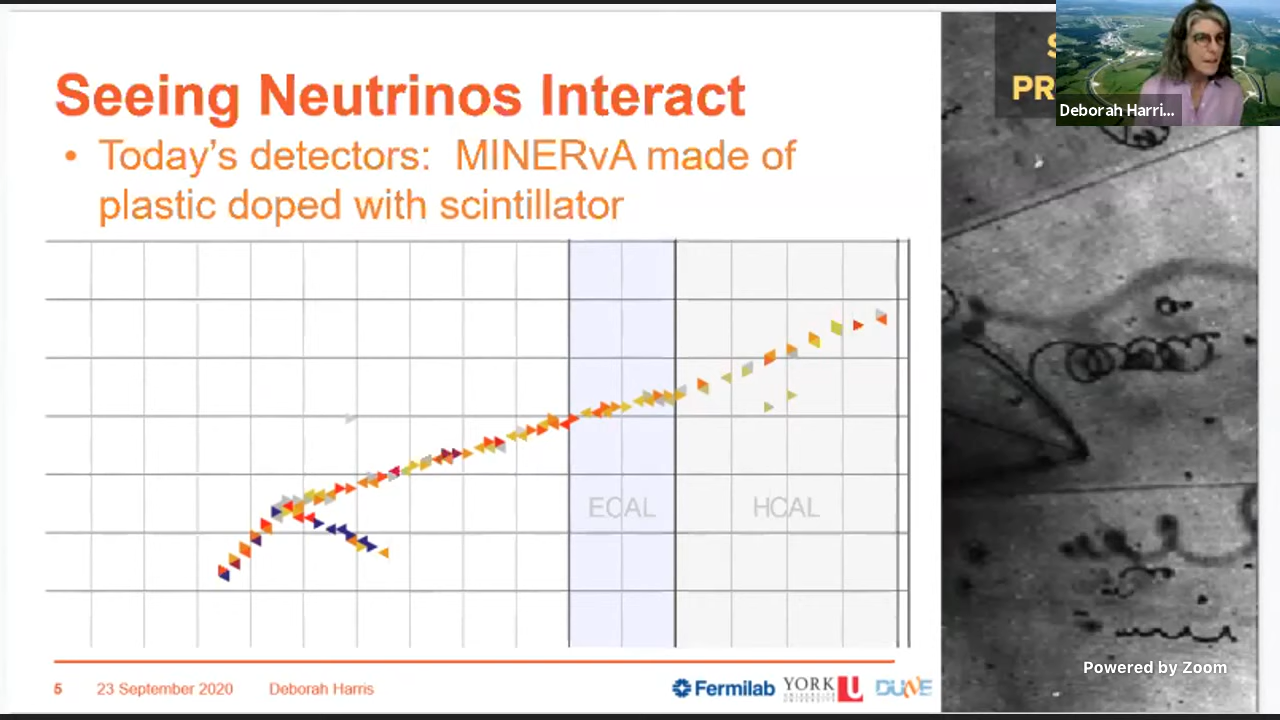 Seeing Neutrinos Interact
• Today's detectors: MINERvA made of
plastic doped with scintillator
ECAL
HCAL
5 23 September 2020 Deborah Harris
Fermilab YORK U DUNE
PR
Deborah Harri...
Powered by Zoom